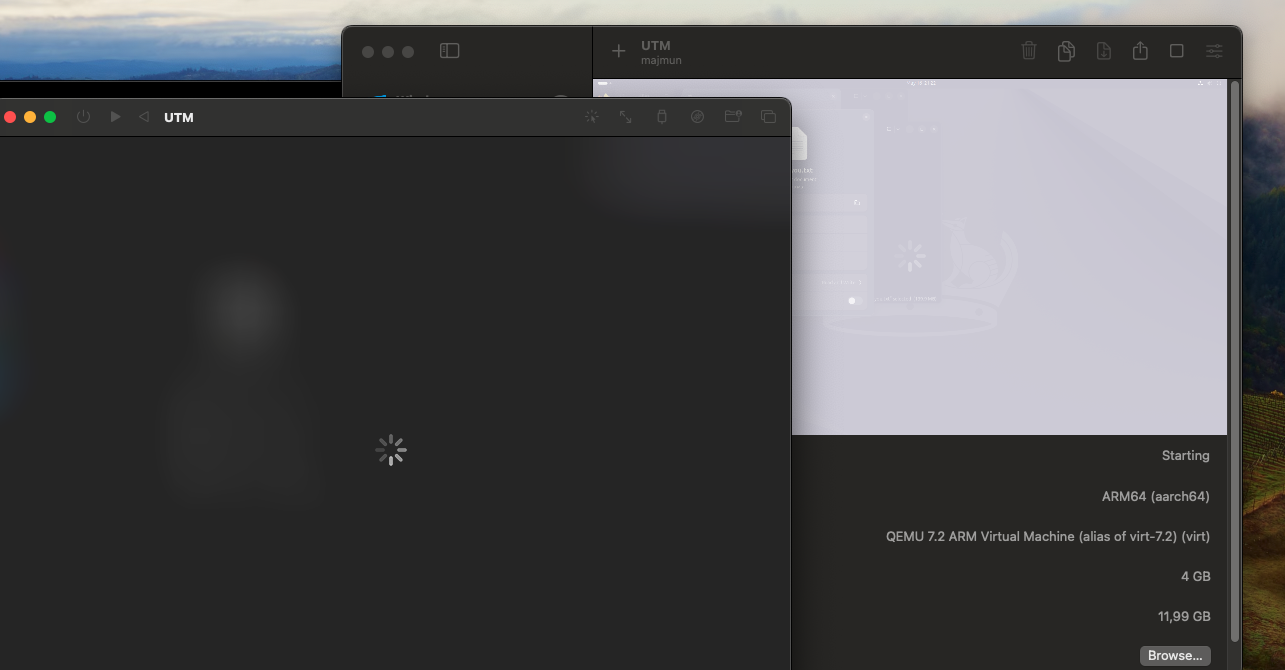 UTM
majmun
UTM
Starting
ARM64 (aarch64)
QEMU 7.2 ARM Virtual Machine (alias of virt-7.2) (virt)
4 GB
11,99 GB
Browse...